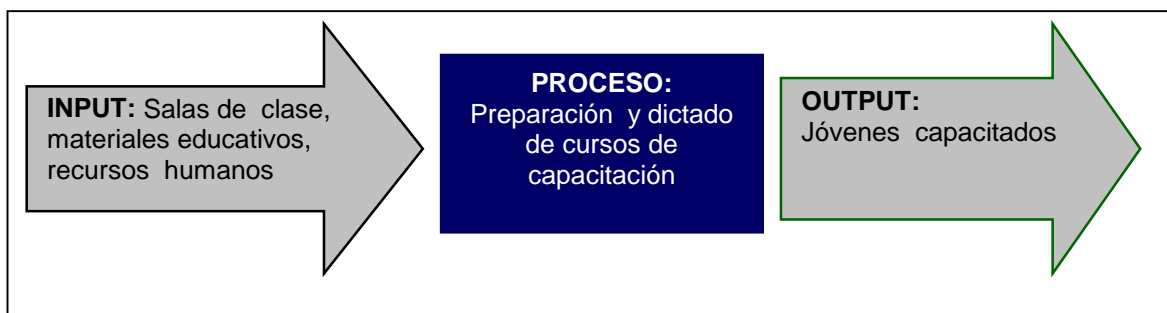 INPUT: Salas de clase,
materiales educativos,
recursos humanos
PROCESO:
Preparación y dictado
de cursos de
capacitación
OUTPUT:
Jóvenes capacitados